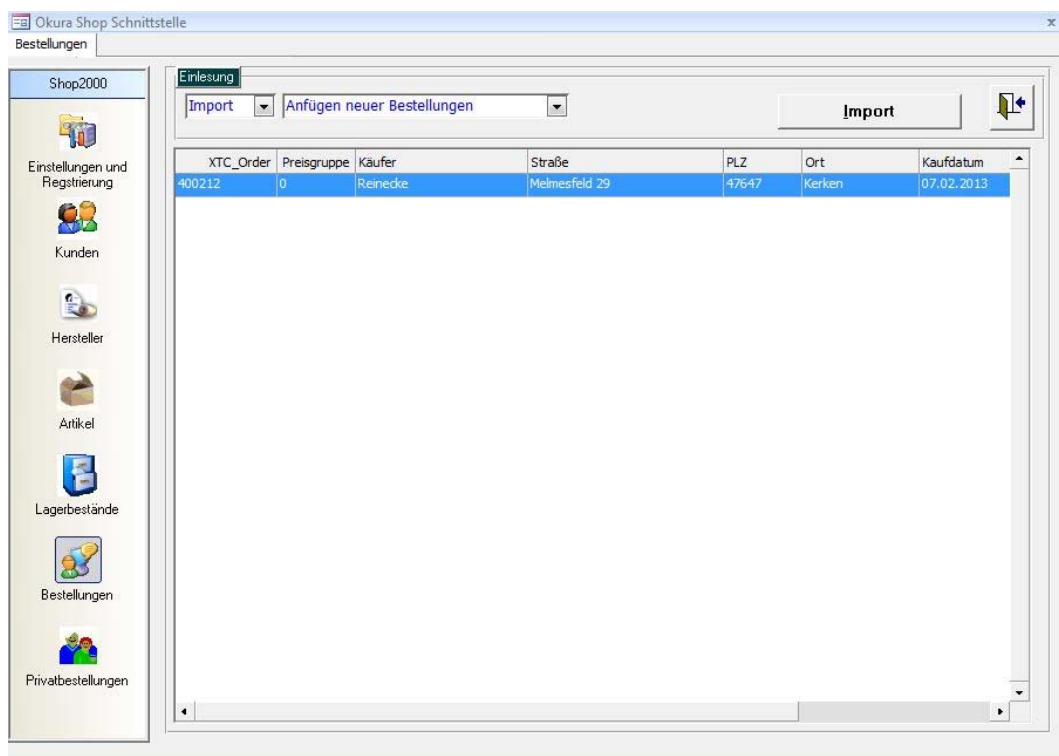 Okura Shop Schnittstelle
x
Bestellungen
Shop2000
Einstellungen und
Regstrierung
Kunden
Hersteller
Artikel
Lagerbestände
Bestellungen
Privatbestellungen
Einlesung
Import Anfügen neuer Bestellungen Import
XTC_Order Preisgruppe Käufer Straße PLZ Ort Kaufdatum
400212 0 Reinecke Melmesfeld 29 47647 Kerken 07.02.2013